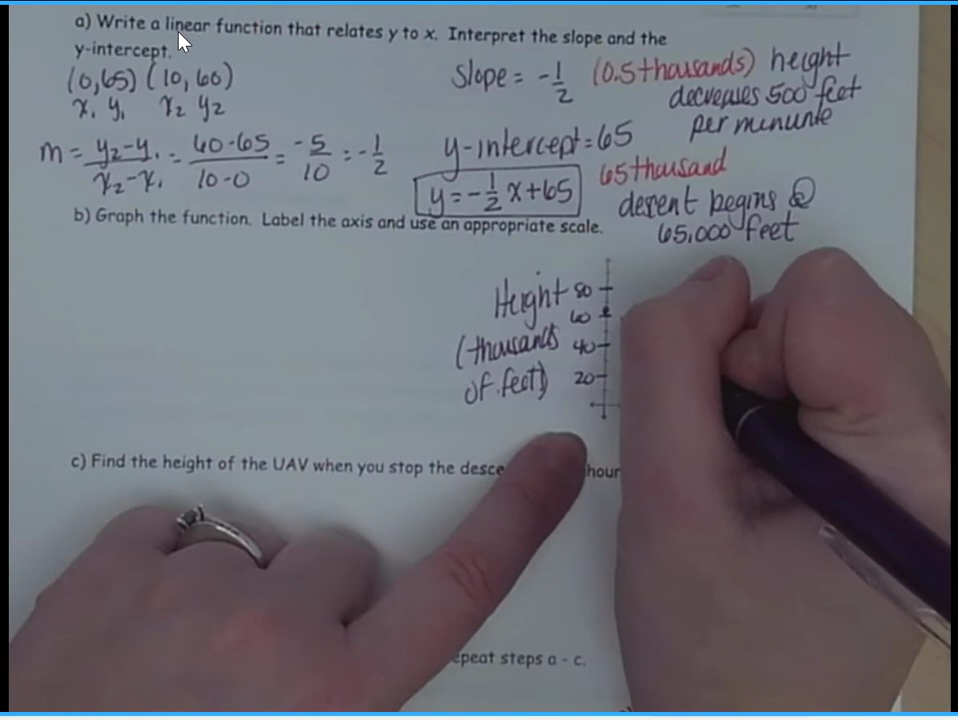 a) Write a linear function that relates y to x. Interpret the slope and the
y-intercept.
(0,65) (10,60)
x₁ y₁ x₂ y₂
m = y₂-y₁ / x₂-x₁ = 60-65 / 10-0 = -5/10 = -1/2
Slope = -1/2 (0.5 thousands) height
decreases 500 feet
per minunte
y-intercept = 65
65 thousand
y = -1/2 x + 65
descent begins @
65,000 feet
b) Graph the function. Label the axis and use an appropriate scale.
Height
(thousands
of feet)
80
60
40
20
c) Find the height of the UAV when you stop the desce
hour
epeat steps a - c.